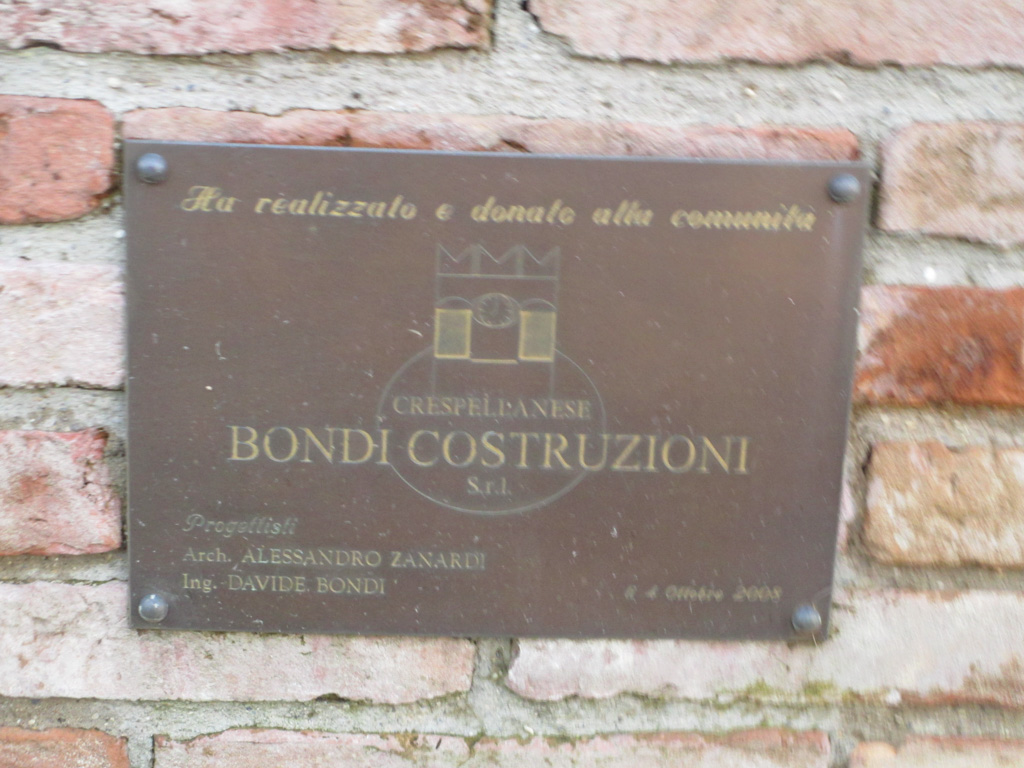 Ha realizzato e donato alla comunità
CRESPELLANESE
BONDI COSTRUZIONI
S.r.l.
Progettisti
Arch. ALESSANDRO ZANARDI
Ing. DAVIDE BONDI
il 4 Ottobre 2008